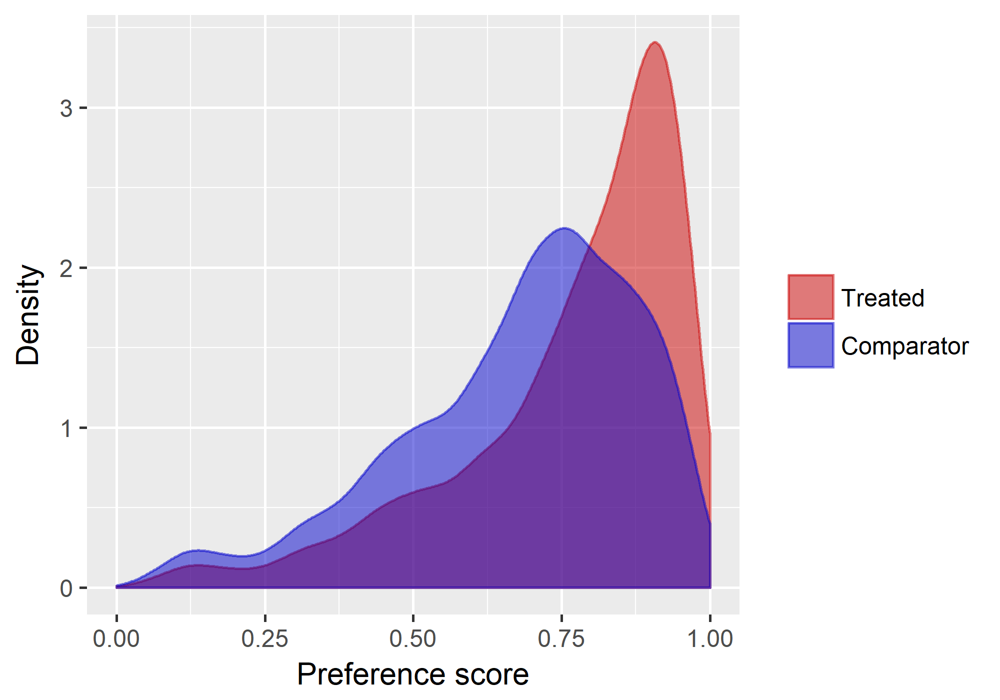 Density
3
2
1
0
0.00 0.25 0.50 0.75 1.00
Preference score
Treated
Comparator